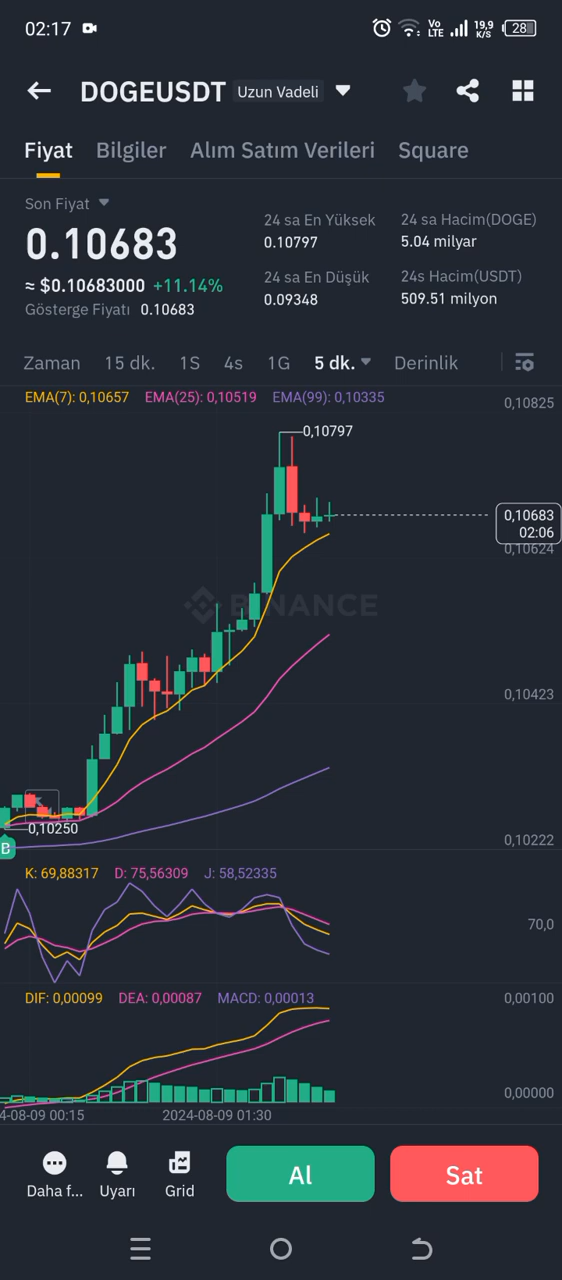 02:17 Vo LTE 19,9 K/S 28
DOGEUSDT Uzun Vadeli
Fiyat Bilgiler Alım Satım Verileri Square
Son Fiyat
0.10683
≈ $0.10683000 +11.14%
Gösterge Fiyatı 0.10683
24 sa En Yüksek 24 sa Hacim(DOGE)
0.10797 5.04 milyar
24 sa En Düşük 24s Hacim(USDT)
0.09348 509.51 milyon
Zaman 15 dk. 1S 4s 1G 5 dk. Derinlik
EMA(7): 0,10657 EMA(25): 0,10519 EMA(99): 0,10335
0,10825
0,10797
0,10683
02:06
0,10624
BINANCE
0,10423
0,10250
0,10222
B
K: 69,88317 D: 75,56309 J: 58,52335
70,0
DIF: 0,00099 DEA: 0,00087 MACD: 0,00013
0,00100
0,00000
4-08-09 00:15 2024-08-09 01:30
Daha f... Uyarı Grid Al Sat